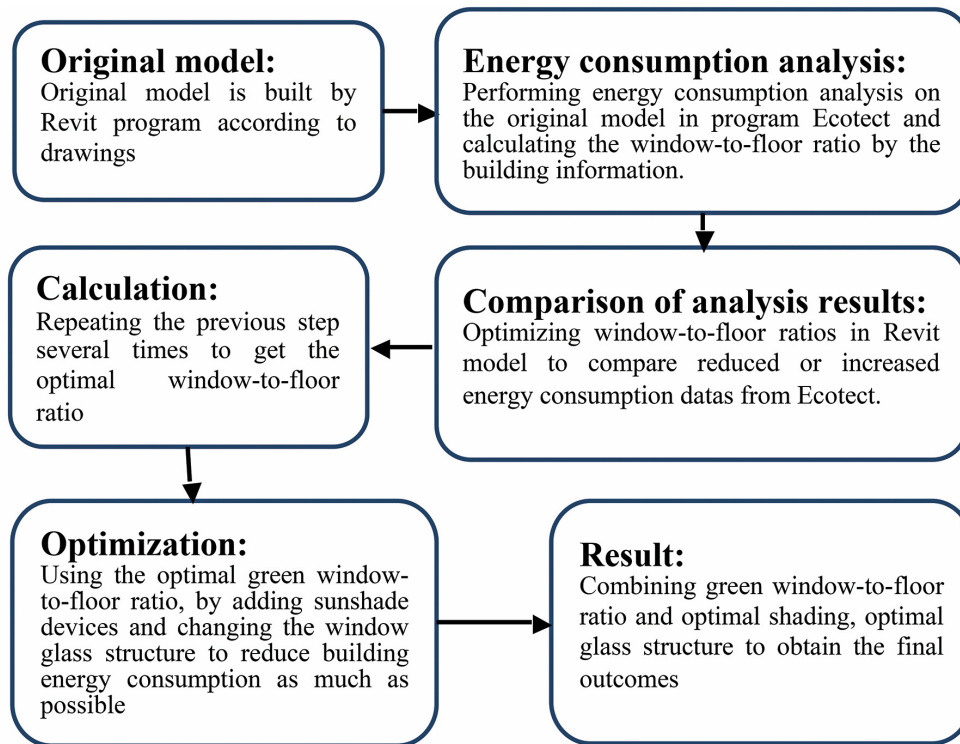 Original model:
Original model is built by
Revit program according to
drawings
Energy consumption analysis:
Performing energy consumption analysis on
the original model in program Ecotect and
calculating the window-to-floor ratio by the
building information.
Comparison of analysis results:
Optimizing window-to-floor ratios in Revit
model to compare reduced or increased
energy consumption datas from Ecotect.
Calculation:
Repeating the previous step
several times to get the
optimal window-to-floor
ratio
Optimization:
Using the optimal green window-
to-floor ratio, by adding sunshade
devices and changing the window
glass structure to reduce building
energy consumption as much as
possible
Result:
Combining green window-to-floor
ratio and optimal shading, optimal
glass structure to obtain the final
outcomes